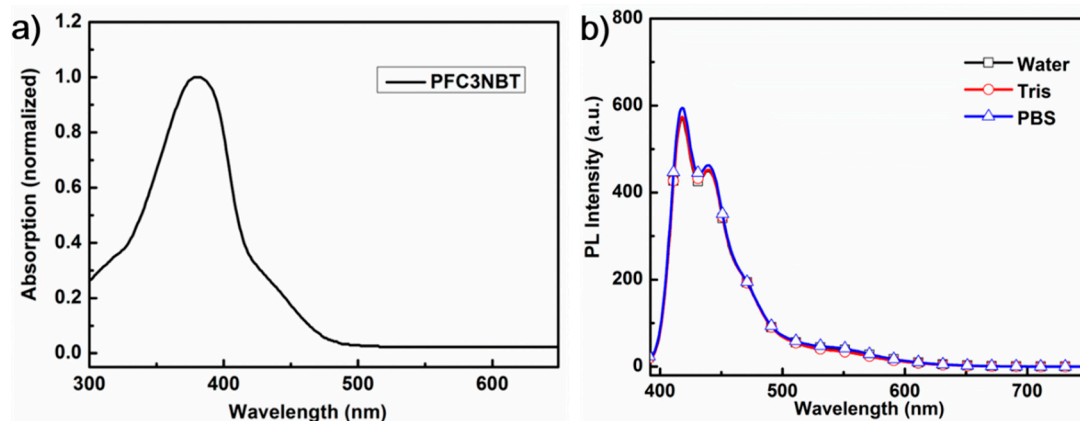 a)
1.2
1.0
0.8
0.6
0.4
0.2
0.0
Absorption (normalized)
PFC3NBT
300
400
500
600
Wavelength (nm)
b)
800
600
400
200
0
PL Intensity (a.u.)
Water
Tris
PBS
400
500
600
700
Wavelength (nm)